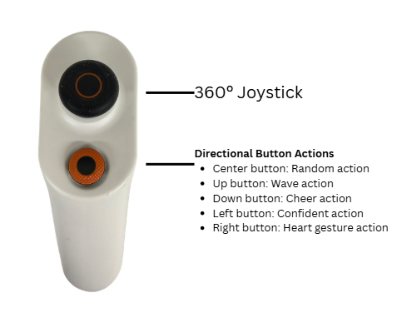 360° Joystick
Directional Button Actions
• Center button: Random action
• Up button: Wave action
• Down button: Cheer action
• Left button: Confident action
• Right button: Heart gesture action